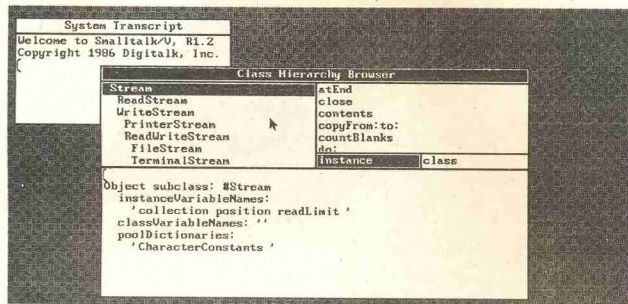 System Transcript
Welcome to Smalltalk/V, R1.2
Copyright 1986 Digitalk, Inc.
Class Hierarchy Browser
Stream
ReadStream
WriteStream
PrinterStream
ReadWriteStream
FileStream
TerminalStream
atEnd
close
contents
copyFrom:to:
countBlanks
do:
instance
class
Object subclass: #Stream
instanceVariableNames:
'collection position readLimit '
classVariableNames: ''
poolDictionaries:
'CharacterConstants '